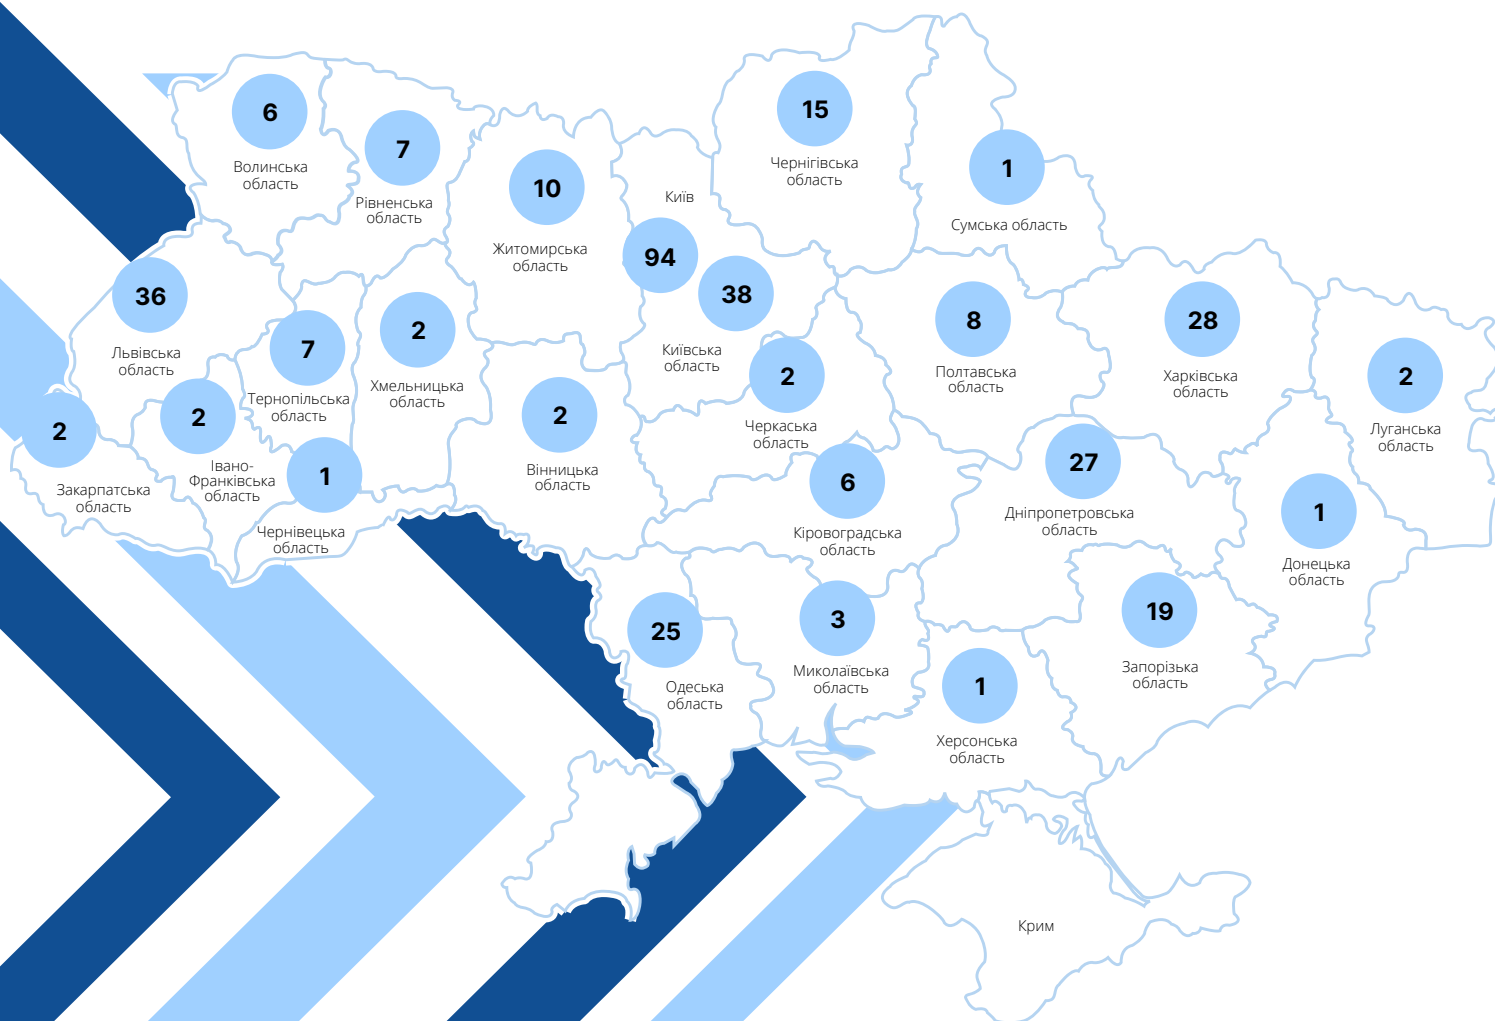 6
Волинська
область
7
Рівненська
область
10
Житомирська
область
Київ
94
38
Київська
область
15
Чернігівська
область
1
Сумська область
36
Львівська
область
7
Тернопільська
область
2
Хмельницька
область
2
Закарпатська
область
2
Івано-
Франківська
область
1
Чернівецька
область
2
Вінницька
область
2
Черкаська
область
8
Полтавська
область
28
Харківська
область
2
Луганська
область
6
Кіровоградська
область
27
Дніпропетровська
область
1
Донецька
область
25
Одеська
область
3
Миколаївська
область
1
Херсонська
область
19
Запорізька
область
Крим